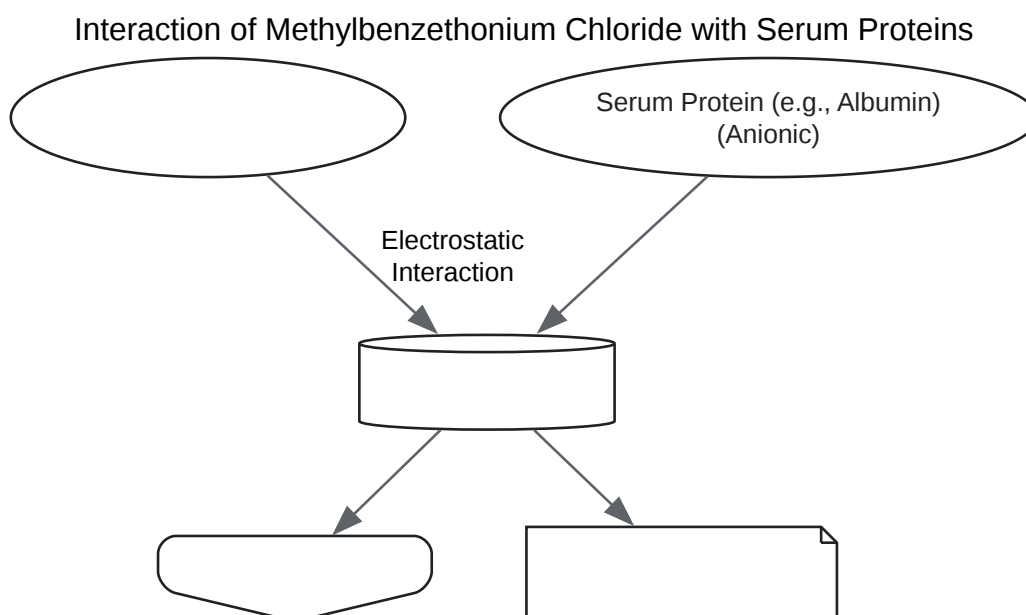 Interaction of Methylbenzethonium Chloride with Serum Proteins
Serum Protein (e.g., Albumin)
(Anionic)
Electrostatic
Interaction